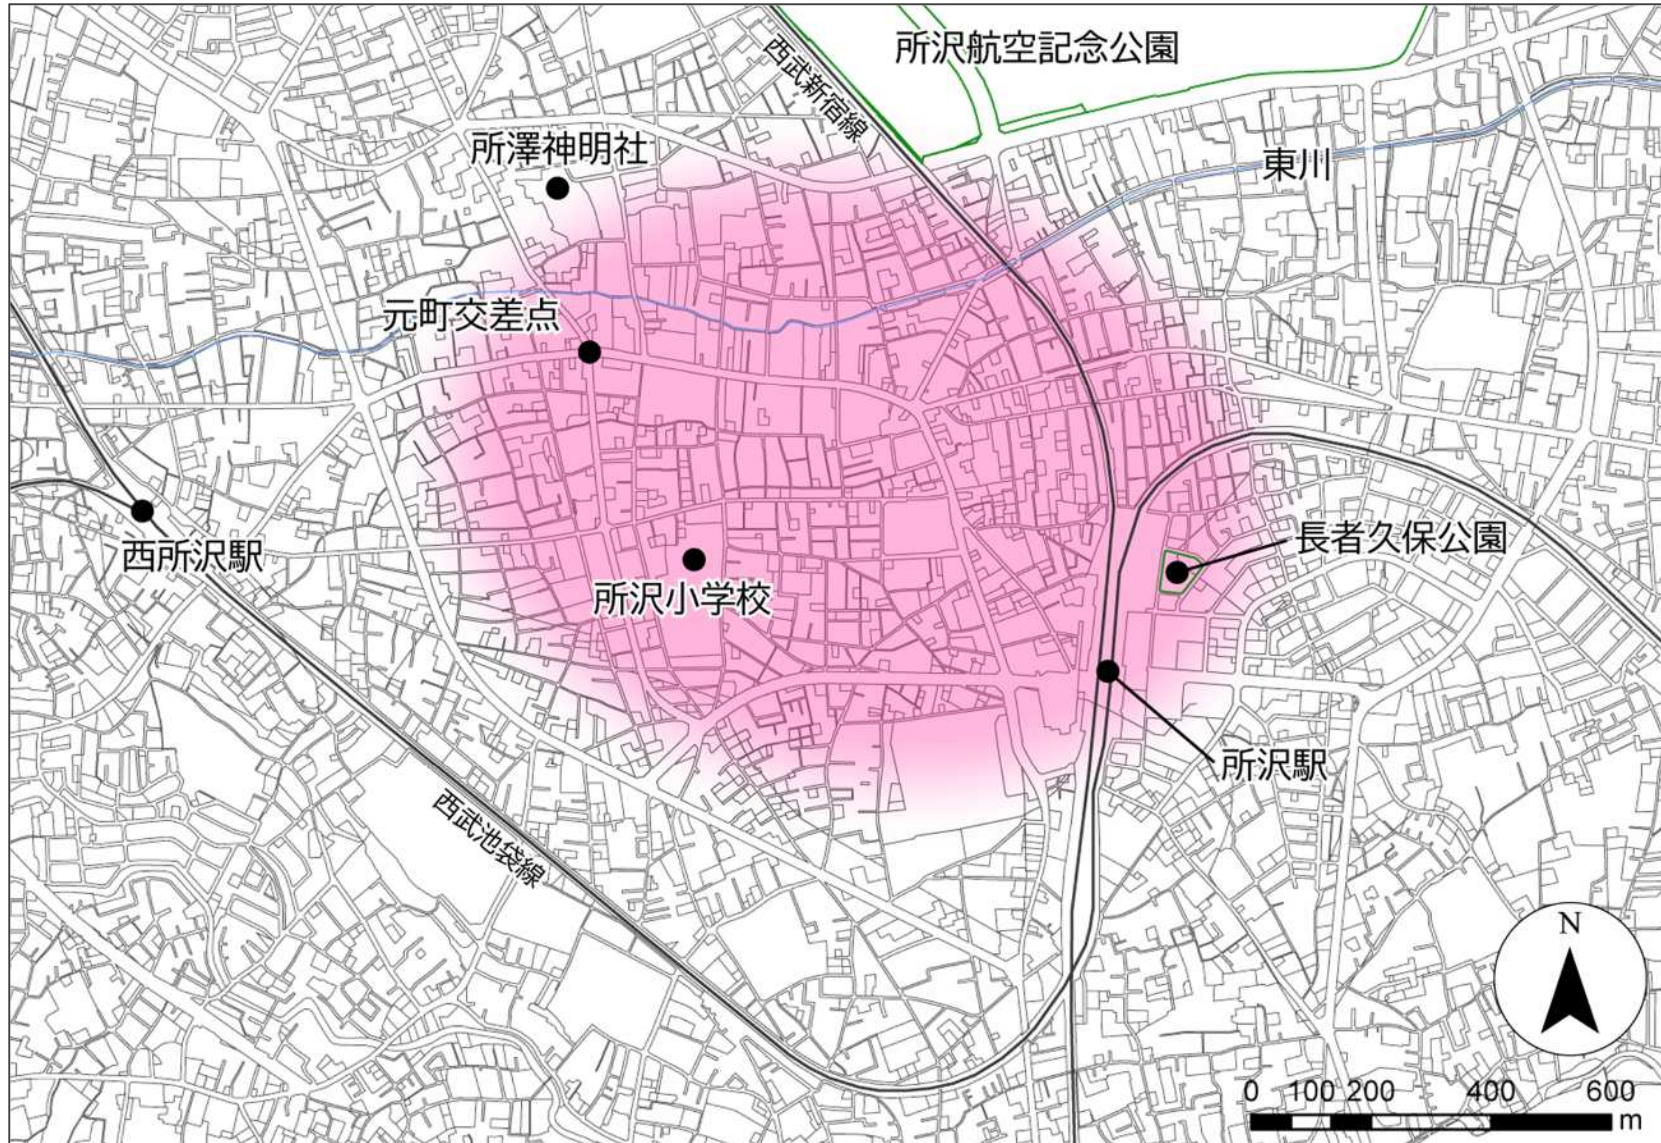 所沢航空記念公園
西武新宿線
所澤神明社
東川
元町交差点
長者久保公園
西所沢駅
所沢小学校
所沢駅
西武池袋線
N
0 100 200 400 600
m